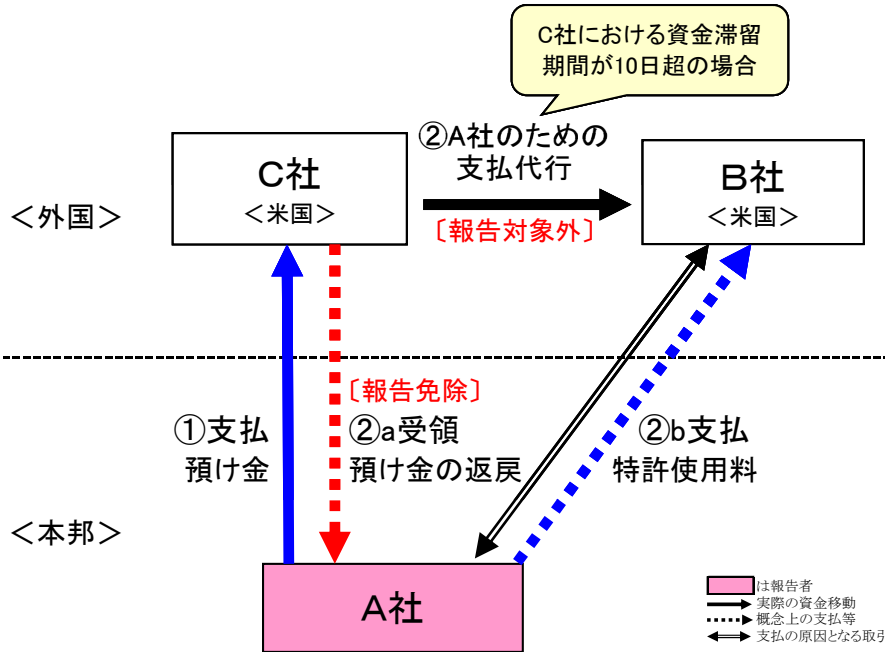 C社における資金滞留
期間が10日超の場合
②A社のための
支払代行
C社
<米国>
B社
<米国>
<外国>
〔報告対象外〕
〔報告免除〕
①支払
預け金
②a受領
預け金の返戻
②b支払
特許使用料
<本邦>
A社
は報告者
実際の資金移動
概念上の支払等
支払の原因となる取引